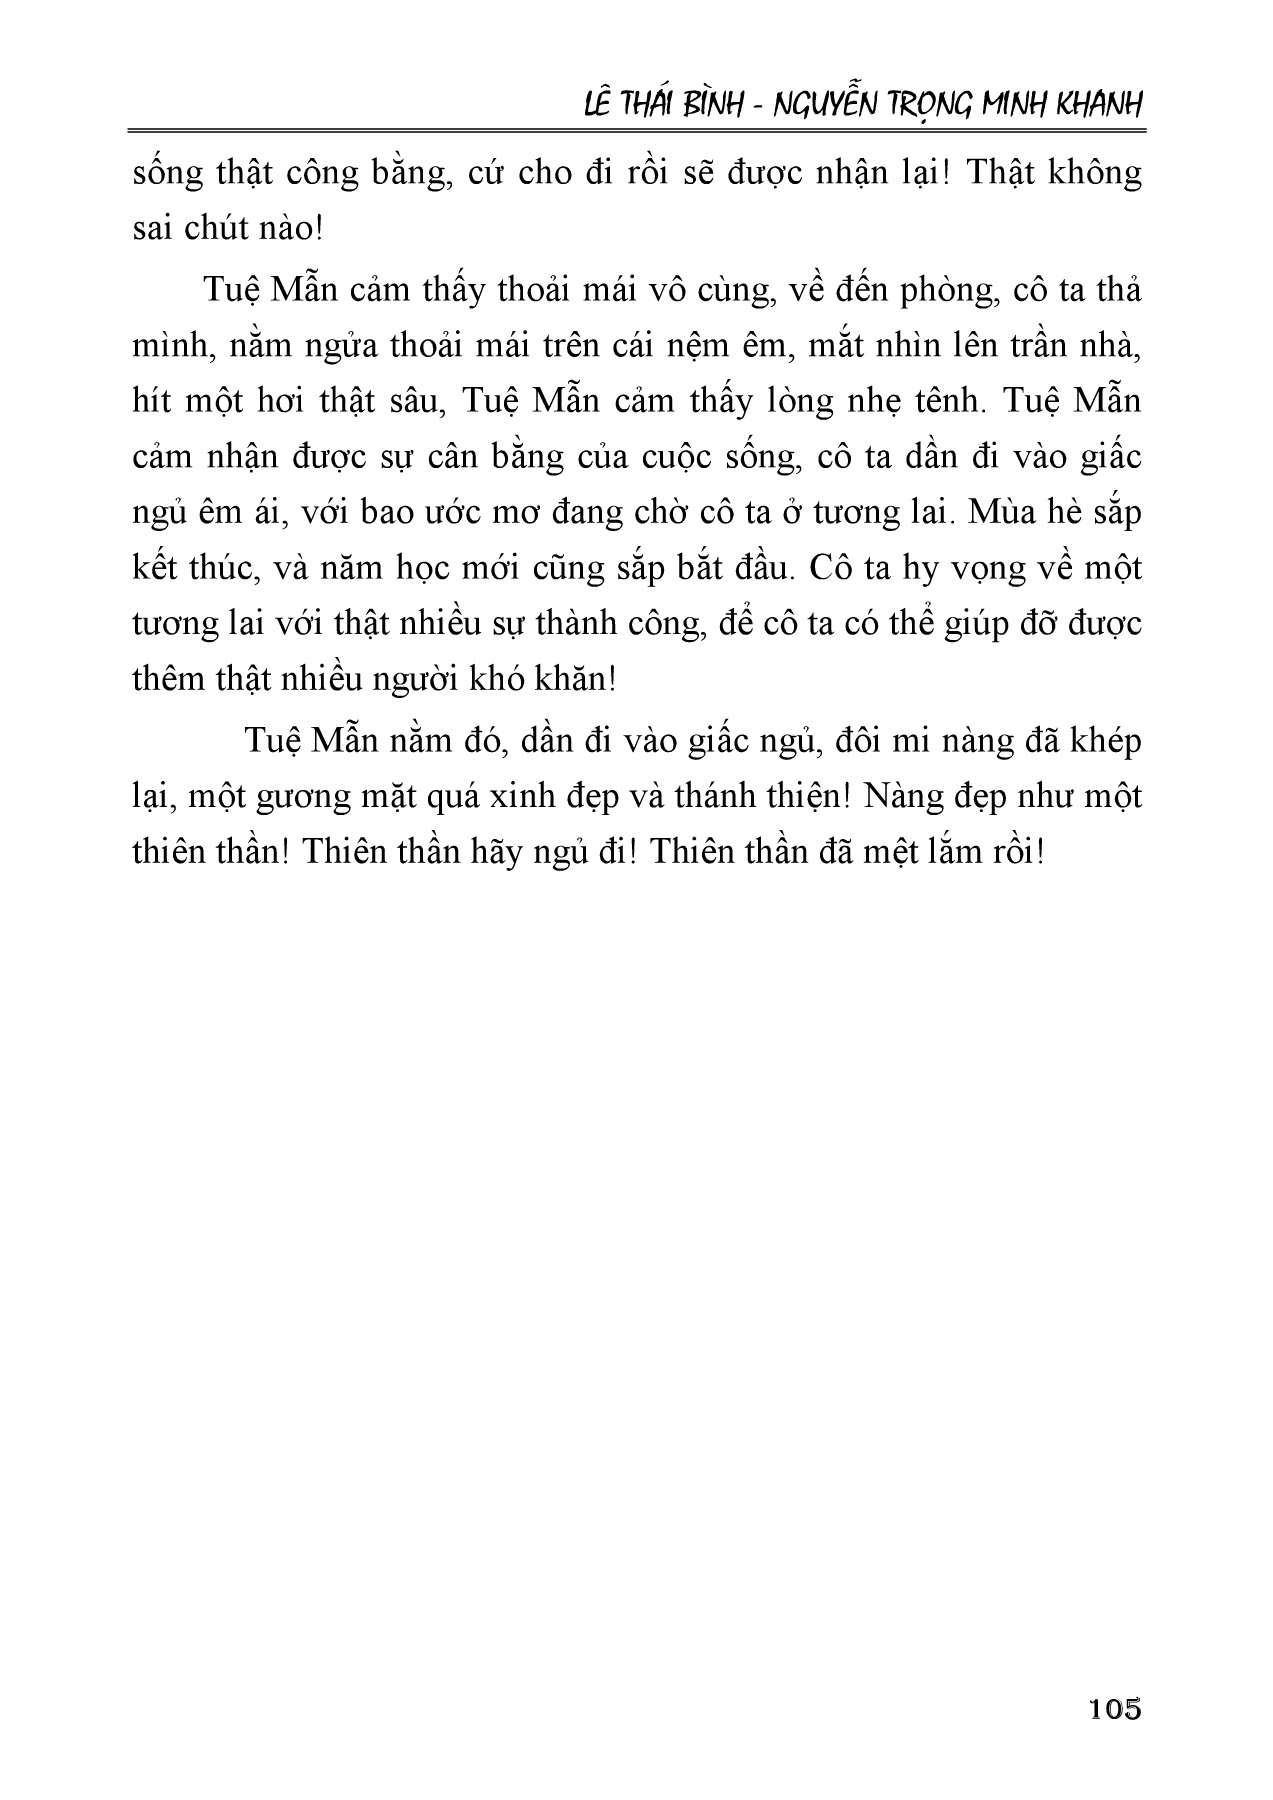 LÊ THÁI BÌNH - NGUYỄN TRỌNG MINH KHANH
sống thật công bằng, cứ cho đi rồi sẽ được nhận lại! Thật không
sai chút nào!
Tuệ Mẫn cảm thấy thoải mái vô cùng, về đến phòng, cô ta thả
mình, nằm ngửa thoải mái trên cái nệm êm, mắt nhìn lên trần nhà,
hít một hơi thật sâu, Tuệ Mẫn cảm thấy lòng nhẹ tênh. Tuệ Mẫn
cảm nhận được sự cân bằng của cuộc sống, cô ta dần đi vào giấc
ngủ êm ái, với bao ước mơ đang chờ cô ta ở tương lai. Mùa hè sắp
kết thúc, và năm học mới cũng sắp bắt đầu. Cô ta hy vọng về một
tương lai với thật nhiều sự thành công, để cô ta có thể giúp đỡ được
thêm thật nhiều người khó khăn!
Tuệ Mẫn nằm đó, dần đi vào giấc ngủ, đôi mi nàng đã khép
lại, một gương mặt quá xinh đẹp và thánh thiện! Nàng đẹp như một
thiên thần! Thiên thần hãy ngủ đi! Thiên thần đã mệt lắm rồi!
105